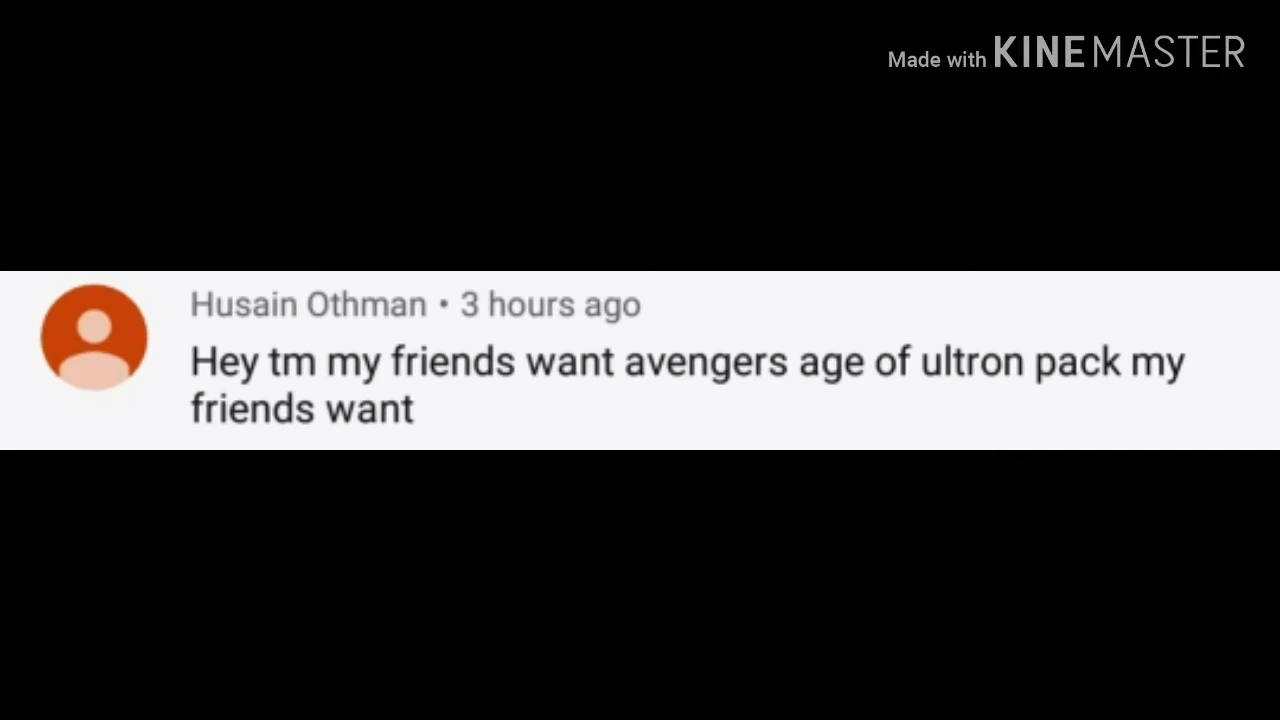 Made with KINEMASTER
Husain Othman • 3 hours ago
Hey tm my friends want avengers age of ultron pack my
friends want